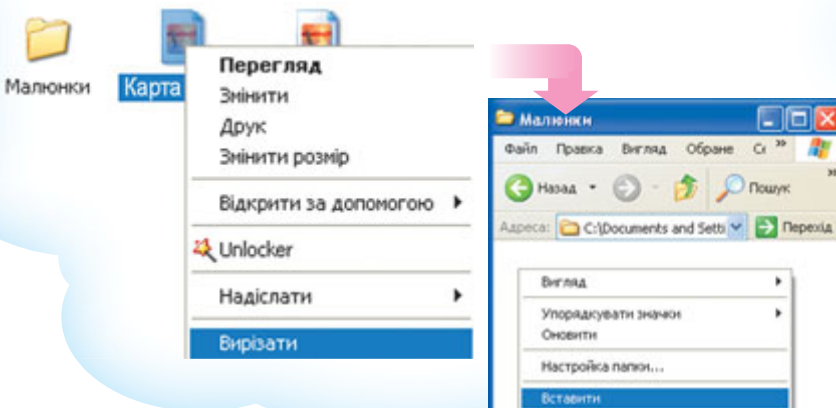 Малюнки
Карта
Перегляд
Змінити
Друк
Змінити розмір
Відкрити за допомогою
Unlocker
Надіслати
Вирізати
Малюнки
Файл Правка Вигляд Обране Сє »
Назад Пошук »
Адреса: C:\Documents and Setti Перехід
Вигляд
Упорядкувати значки
Оновити
Настройка папки...
Вставити